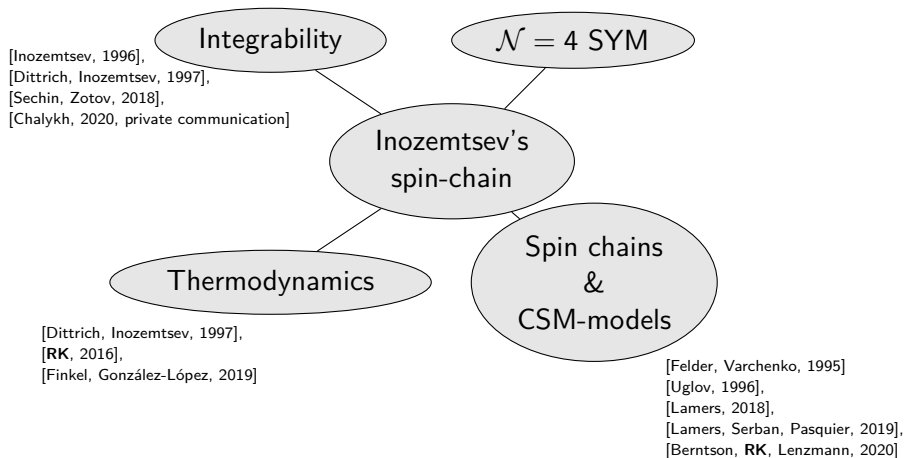 Integrability
𝒩 = 4 SYM
[Inozemtsev, 1996],
[Dittrich, Inozemtsev, 1997],
[Sechin, Zotov, 2018],
[Chalykh, 2020, private communication]
Inozemtsev's
spin-chain
Thermodynamics
Spin chains
&
CSM-models
[Dittrich, Inozemtsev, 1997],
[RK, 2016],
[Finkel, González-López, 2019]
[Felder, Varchenko, 1995]
[Uglov, 1996],
[Lamers, 2018],
[Lamers, Serban, Pasquier, 2019],
[Berntson, RK, Lenzmann, 2020]